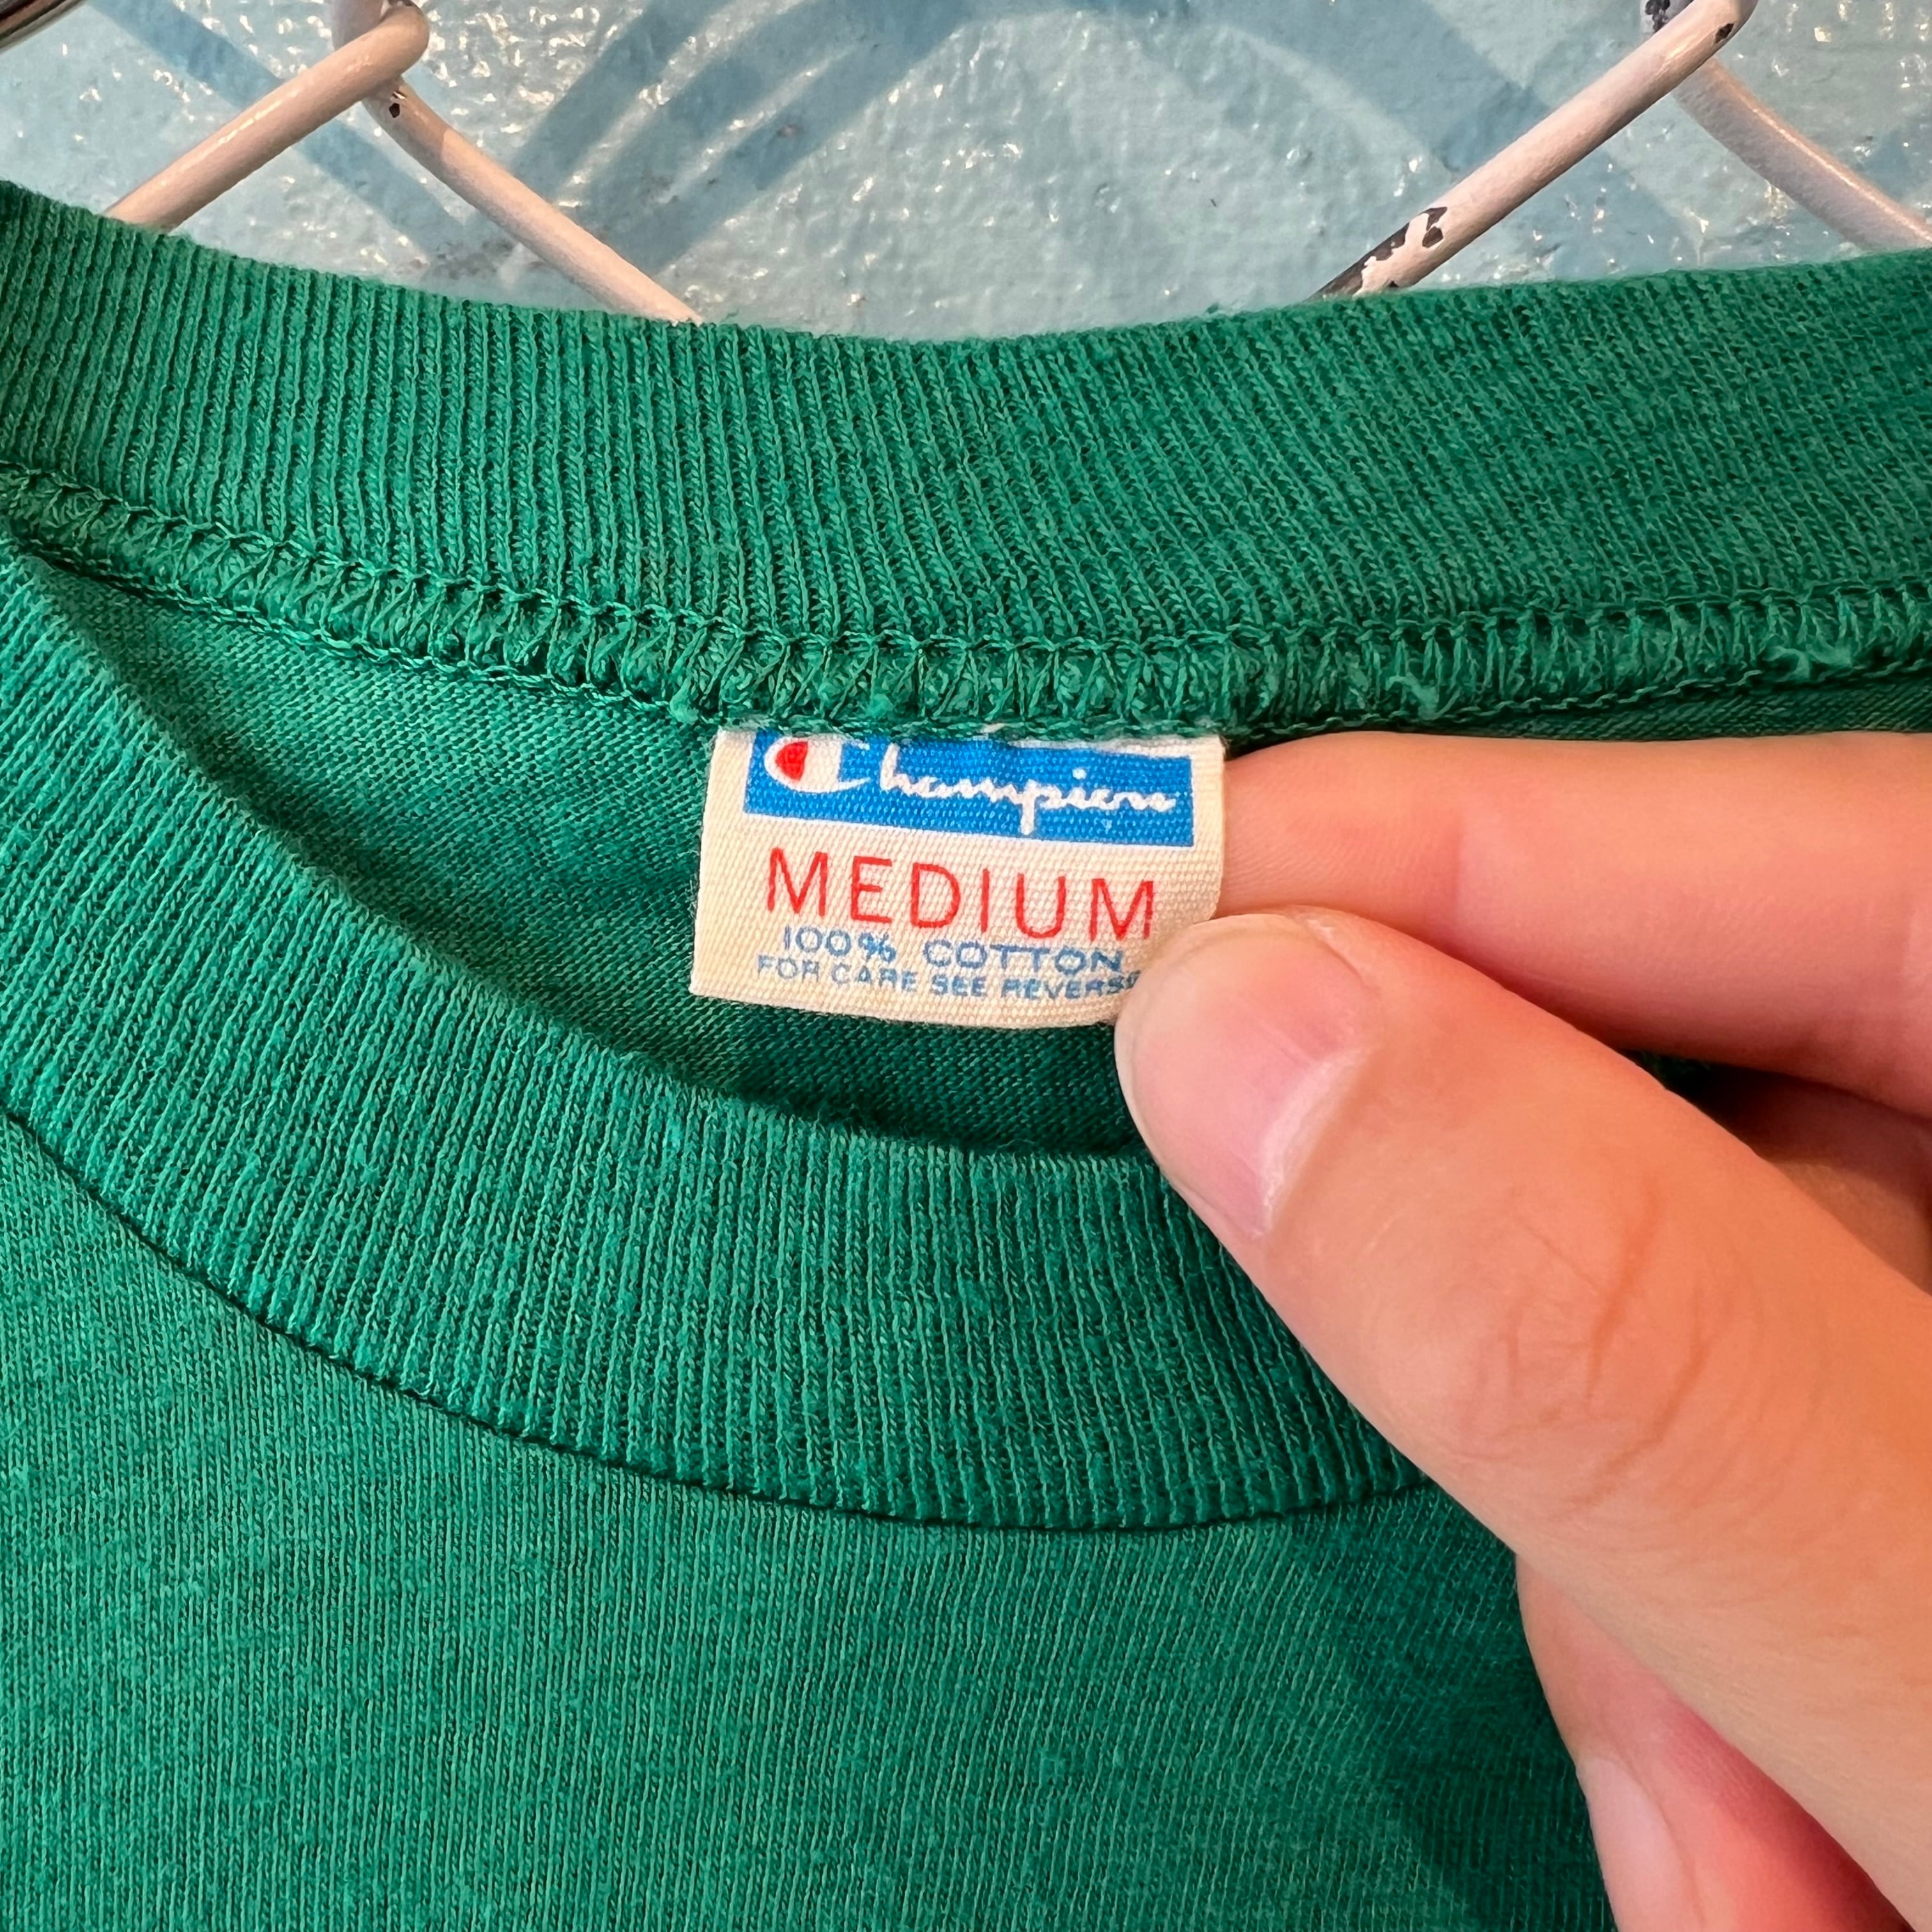 Champion
MEDIUM
100% COTTON
FOR CARE SEE REVERSE